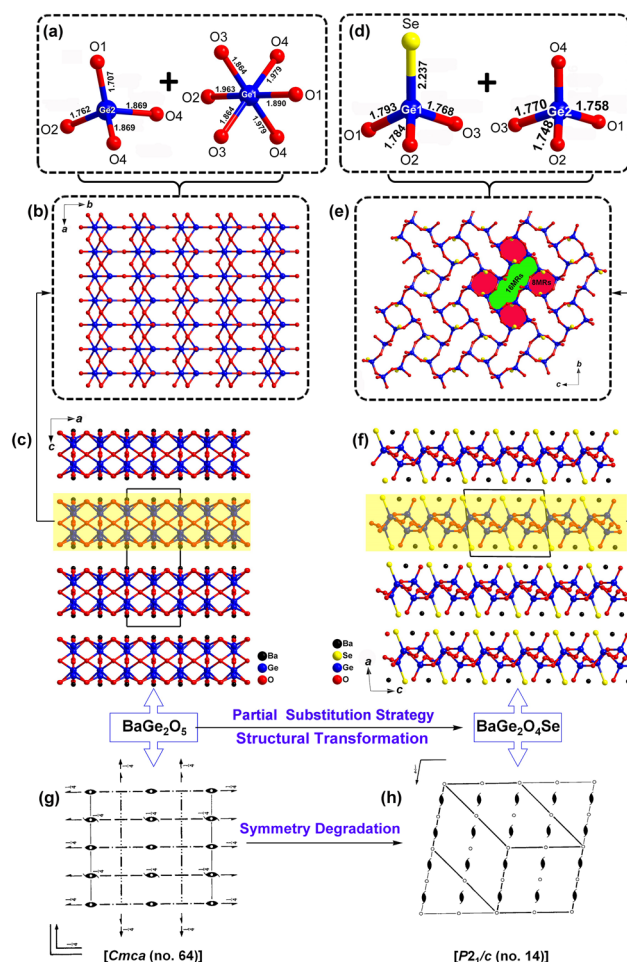 (a)
O1
1.707
1.762
Ge2
1.869
O2
O4
1.869
O4
+
O3
O4
1.864
1.979
O2
1.963
Ge1
1.890
O1
1.864
1.979
O3
O4
(d)
Se
2.237
1.793
Ge1
1.768
O1
1.784
O3
O2
+
O4
1.770
Ge2
1.758
O3
1.748
O1
O2
(b)
b
a
(e)
16MRs
8MRs
b
c
(c)
a
c
Ba
Ge
O
(f)
Ba
Se
Ge
O
a
c
BaGe₂O₅
Partial Substitution Strategy
Structural Transformation
BaGe₂O₄Se
(g)
Symmetry Degradation
(h)
[Cmca (no. 64)]
[P2₁/c (no. 14)]